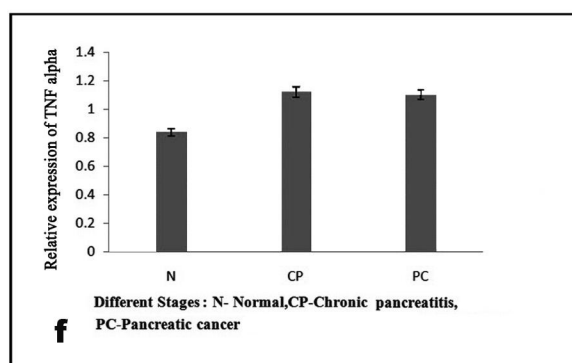 Relative expression of TNF alpha
1.4
1.2
1
0.8
0.6
0.4
0.2
0
N CP PC
Different Stages : N- Normal,CP-Chronic pancreatitis,
PC-Pancreatic cancer
f